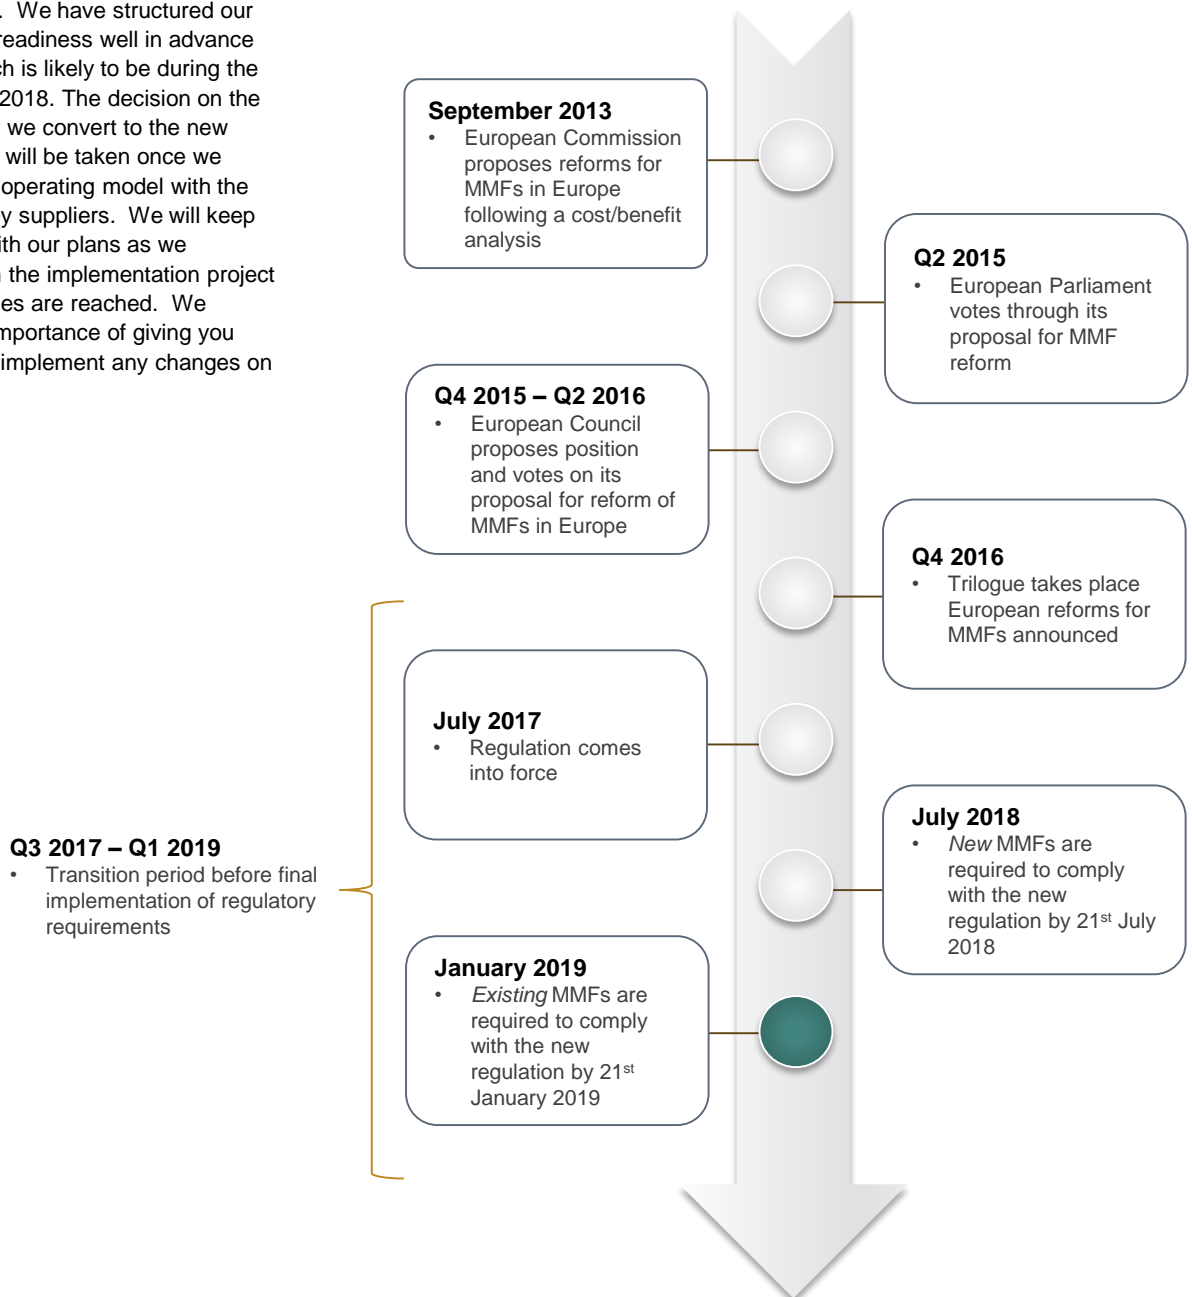 . We have structured our
readiness well in advance
ch is likely to be during the
2018. The decision on the
we convert to the new
will be taken once we
operating model with the
y suppliers. We will keep
ith our plans as we
the implementation project
es are reached. We
mportance of giving you
implement any changes on
September 2013
• European Commission
proposes reforms for
MMFs in Europe
following a cost/benefit
analysis
Q2 2015
• European Parliament
votes through its
proposal for MMF
reform
Q4 2015 – Q2 2016
• European Council
proposes position
and votes on its
proposal for reform of
MMFs in Europe
Q4 2016
• Trilogue takes place
European reforms for
MMFs announced
July 2017
• Regulation comes
into force
July 2018
• New MMFs are
required to comply
with the new
regulation by 21st July
2018
Q3 2017 – Q1 2019
• Transition period before final
implementation of regulatory
requirements
January 2019
• Existing MMFs are
required to comply
with the new
regulation by 21st
January 2019